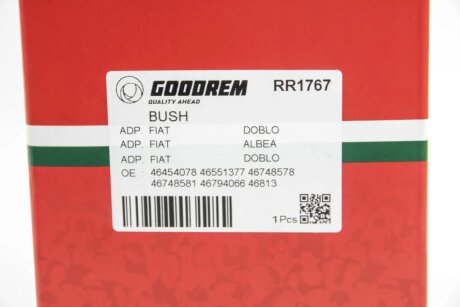 GOODREM RR1767
QUALITY AHEAD
BUSH
ADP. FIAT DOBLO
ADP. FIAT ALBEA
ADP. FIAT DOBLO
OE : 46454078 46551377 46748578
46748581 46794066 46813
1 Pcs